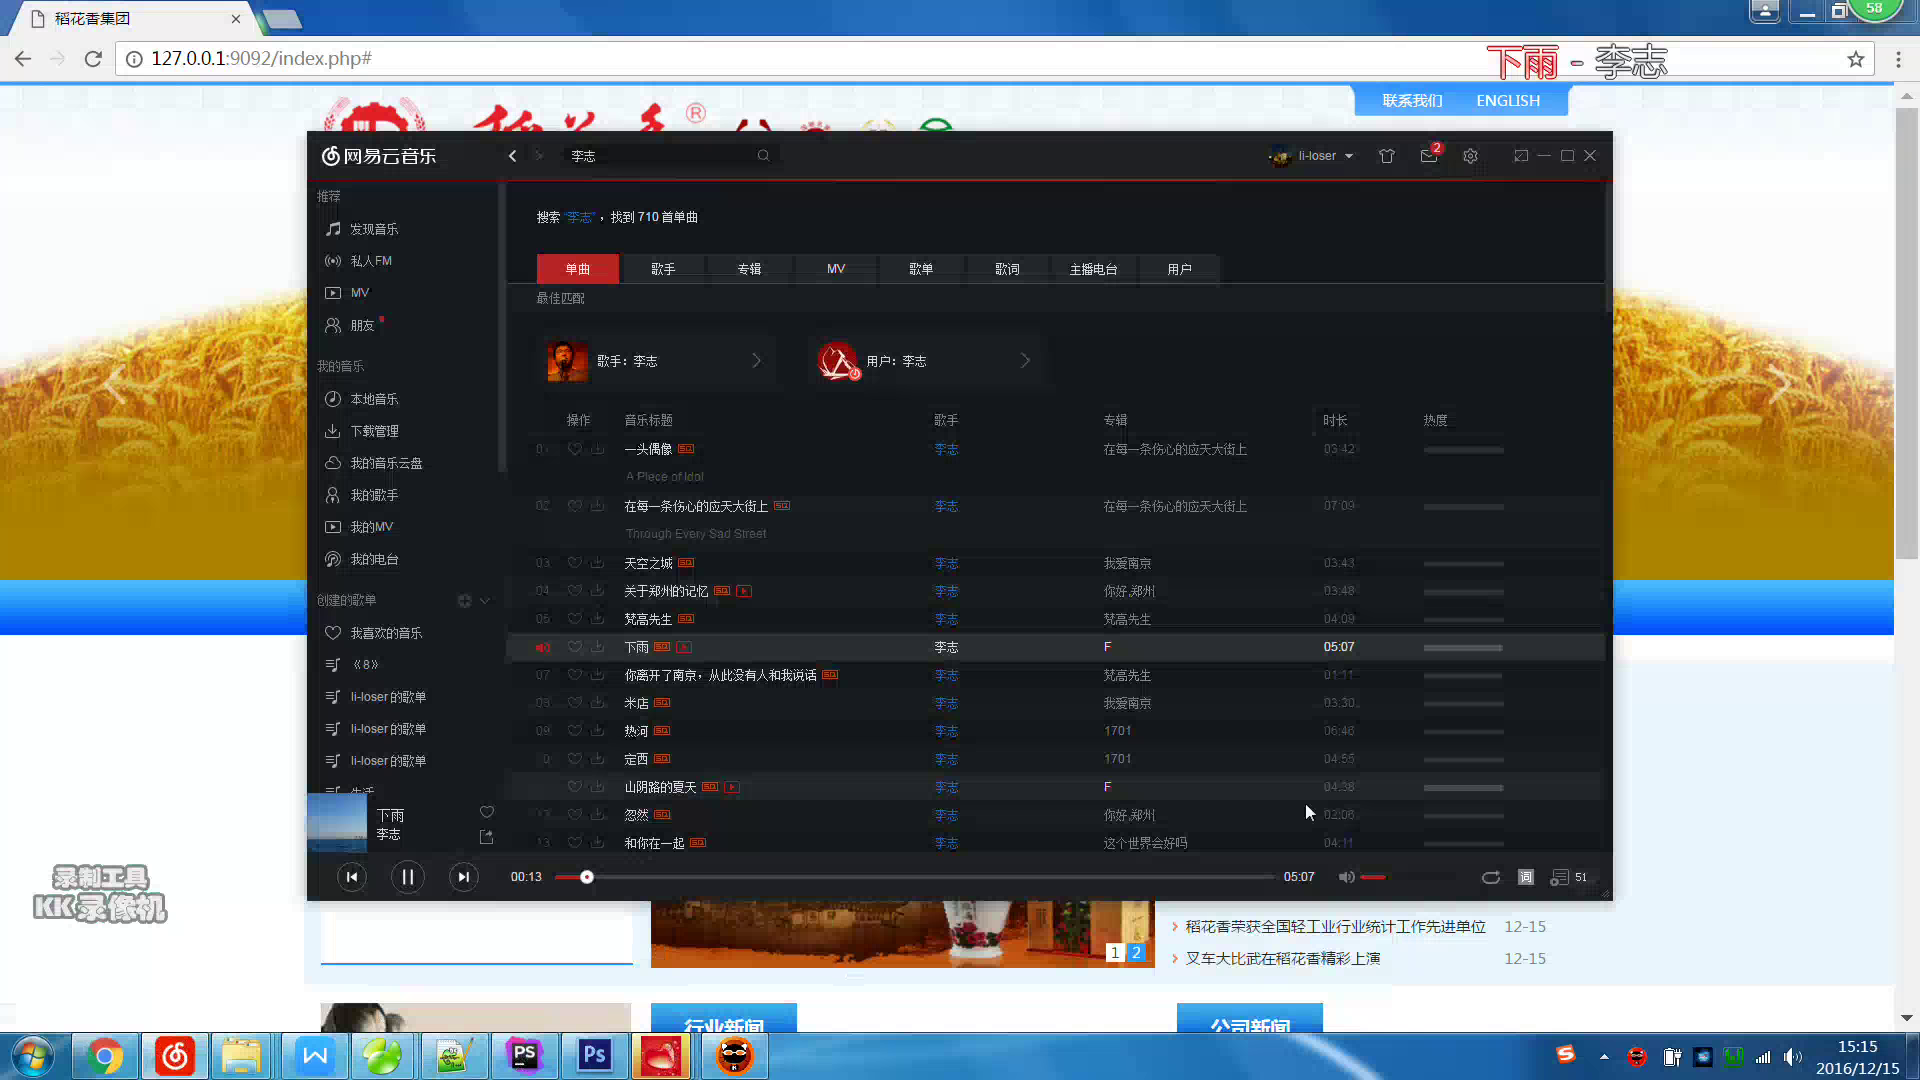 稻花香集团
58
127.0.0.1:9092/index.php#
下雨 - 李志
联系我们 ENGLISH
网易云音乐
李志
li-loser
2
推荐
发现音乐
私人FM
MV
朋友
我的音乐
本地音乐
下载管理
我的音乐云盘
我的歌手
我的MV
我的电台
创建的歌单
我喜欢的音乐
《8》
li-loser的歌单
li-loser的歌单
li-loser的歌单
生活
搜索“李志”，找到 710 首单曲
单曲 歌手 专辑 MV 歌单 歌词 主播电台 用户
最佳匹配
歌手：李志
用户：李志
操作 音乐标题 歌手 专辑 时长 热度
01 一头偶像 SQ 李志 在每一条伤心的应天大街上 03:42
A Piece of Idol
02 在每一条伤心的应天大街上 SQ 李志 在每一条伤心的应天大街上 07:09
Through Every Sad Street
03 天空之城 SQ 李志 我爱南京 03:43
04 关于郑州的记忆 SQ 李志 你好,郑州 03:48
05 梵高先生 SQ 李志 梵高先生 04:09
下雨 SQ 李志 F 05:07
07 你离开了南京，从此没有人和我说话 SQ 李志 梵高先生 01:11
08 米店 SQ 李志 我爱南京 03:30
09 热河 SQ 李志 1701 06:46
定西 SQ 李志 1701 04:55
山阴路的夏天 SQ 李志 F 04:38
12 忽然 SQ 李志 你好,郑州 02:06
13 和你在一起 SQ 李志 这个世界会好吗 04:11
下雨
李志
00:13 05:07 词 51
录制工具
KK录像机
1 2
稻花香荣获全国轻工业行业统计工作先进单位 12-15
叉车大比武在稻花香精彩上演 12-15
行业新闻
公司新闻
15:15
2016/12/15